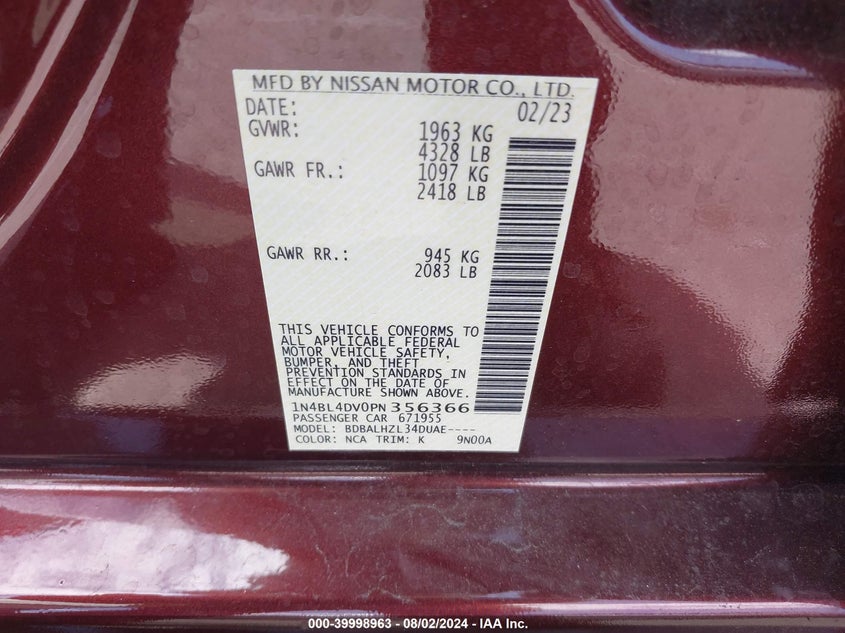 MFD BY NISSAN MOTOR CO., LTD.
DATE: 02/23
GVWR: 1963 KG
4328 LB
GAWR FR.: 1097 KG
2418 LB
GAWR RR.: 945 KG
2083 LB
THIS VEHICLE CONFORMS TO
ALL APPLICABLE FEDERAL
MOTOR VEHICLE SAFETY,
BUMPER, AND THEFT
PREVENTION STANDARDS IN
EFFECT ON THE DATE OF
MANUFACTURE SHOWN ABOVE.
1N4BL4DV0PN356366
PASSENGER CAR 671955
MODEL: BDBALHZL34DUAE----
COLOR: NCA TRIM: K 9N00A
000-39998963 - 08/02/2024 - IAA Inc.